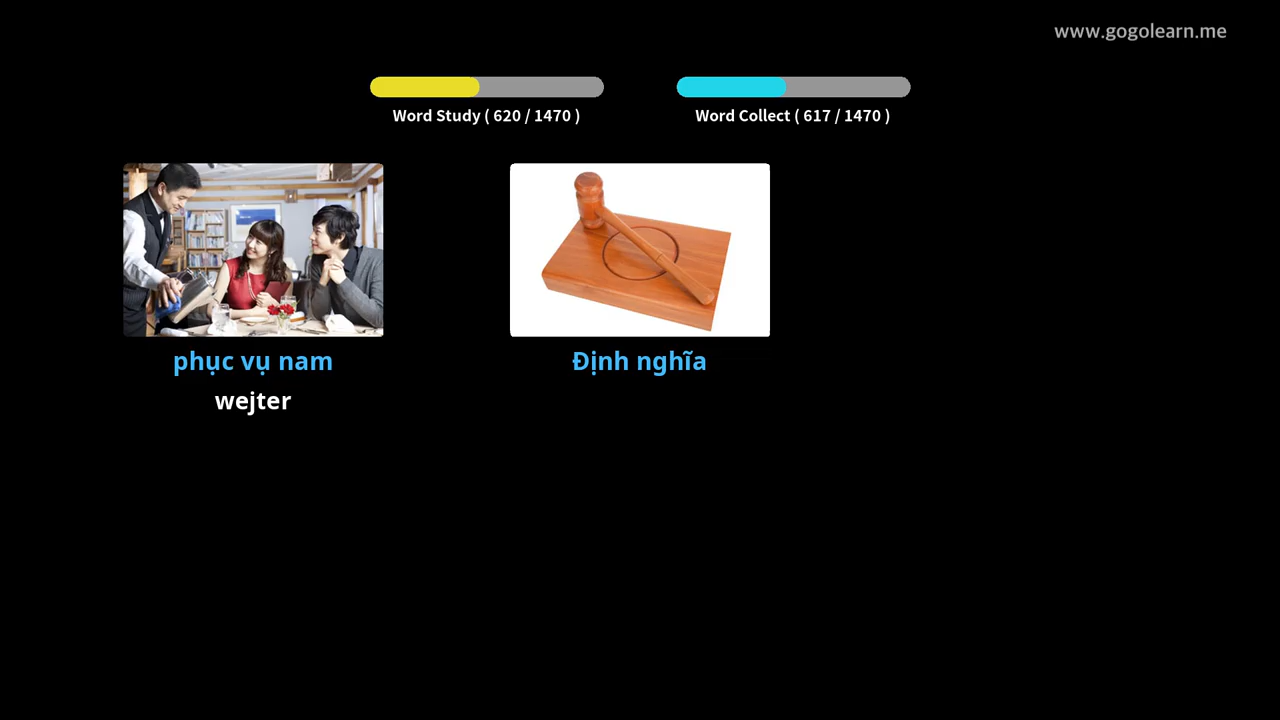 www.gogolearn.me
Word Study ( 620 / 1470 )
Word Collect ( 617 / 1470 )
phục vụ nam
wejter
Định nghĩa